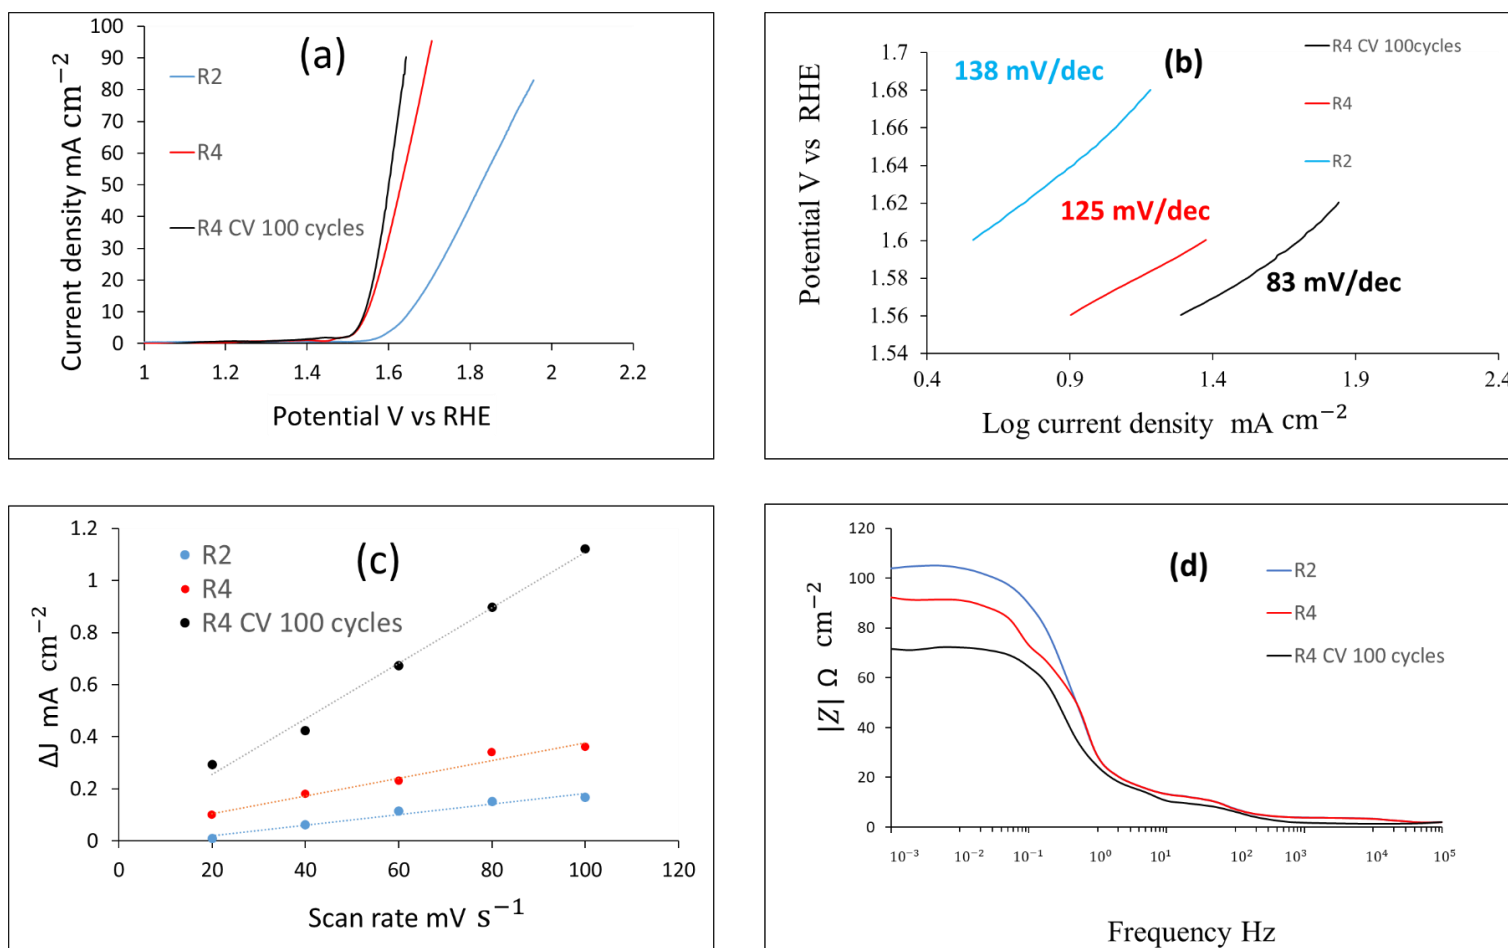 (a)
Current density mA cm⁻²
100
90
80
70
60
50
40
30
20
10
0
R2
R4
R4 CV 100 cycles
1 1.2 1.4 1.6 1.8 2 2.2
Potential V vs RHE
(b)
Potential V vs RHE
1.7
1.68
1.66
1.64
1.62
1.6
1.58
1.56
1.54
138 mV/dec
125 mV/dec
83 mV/dec
R4 CV 100cycles
R4
R2
0.4 0.9 1.4 1.9 2.4
Log current density mA cm⁻²
(c)
ΔJ mA cm⁻²
1.2
1
0.8
0.6
0.4
0.2
0
R2
R4
R4 CV 100 cycles
0 20 40 60 80 100 120
Scan rate mV s⁻¹
(d)
|Z| Ω cm⁻²
120
100
80
60
40
20
0
R2
R4
R4 CV 100 cycles
10⁻³ 10⁻² 10⁻¹ 10⁰ 10¹ 10² 10³ 10⁴ 10⁵
Frequency Hz